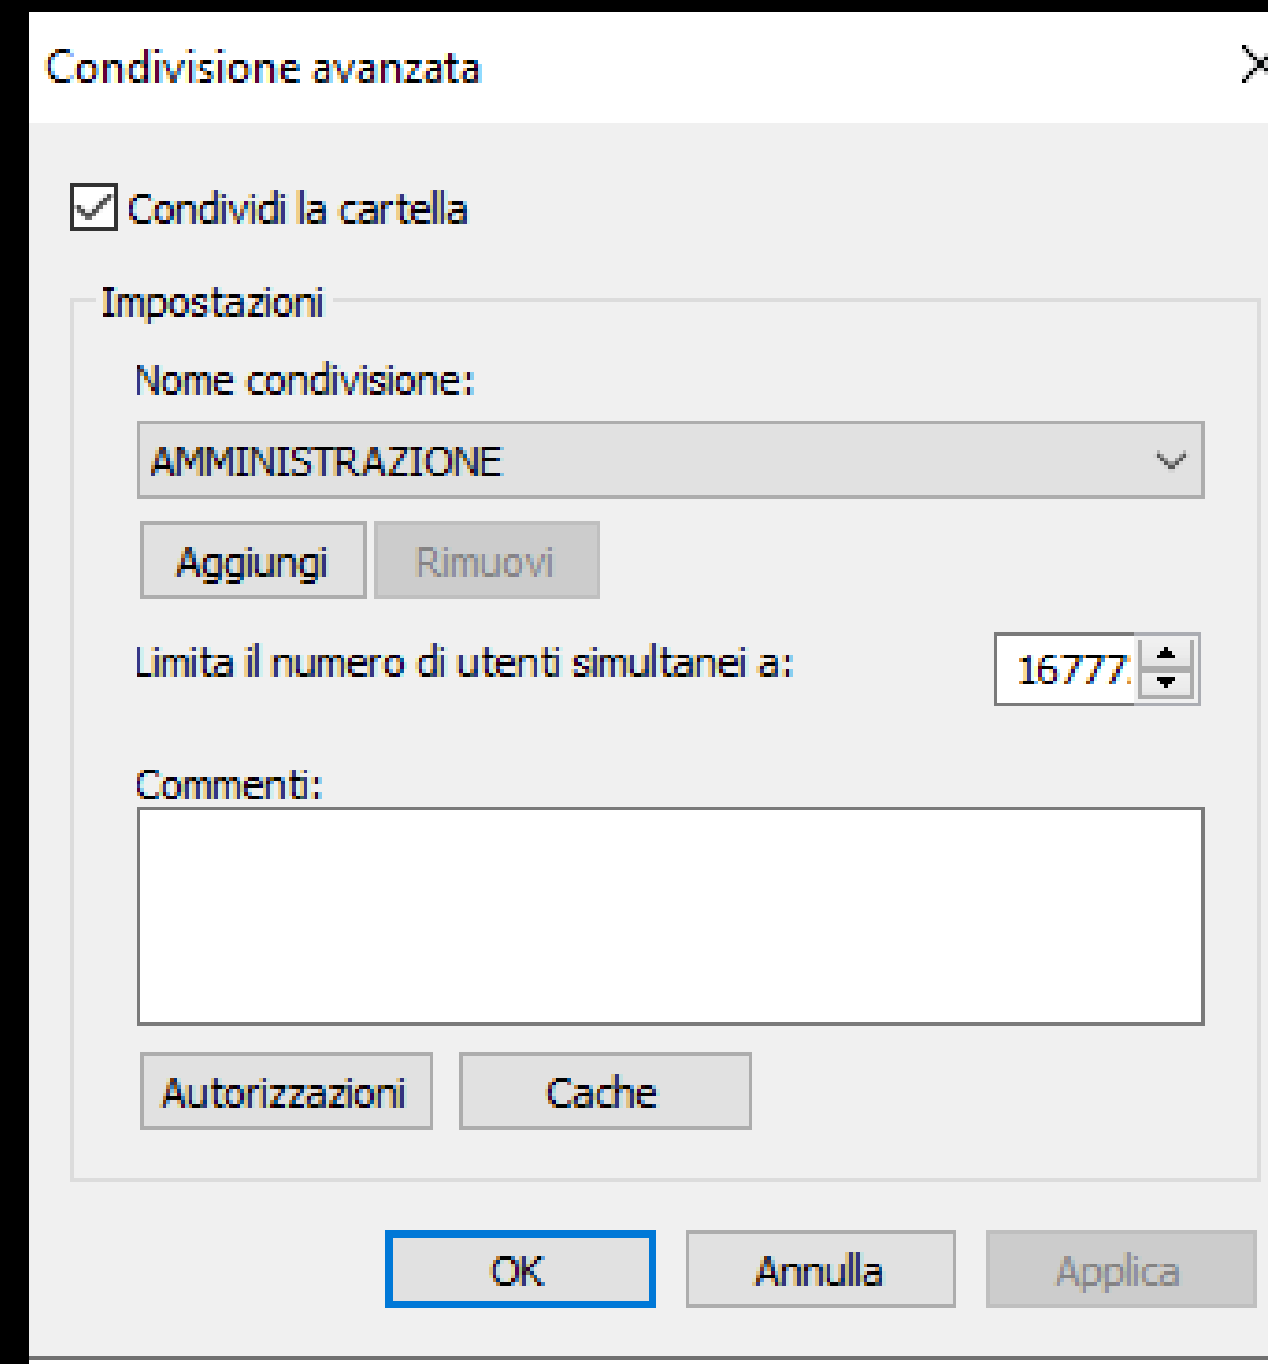 Condivisione avanzata
Condividi la cartella
Impostazioni
Nome condivisione:
AMMINISTRAZIONE
Aggiungi Rimuovi
Limita il numero di utenti simultanei a: 16777
Commenti:
Autorizzazioni Cache
OK Annulla Applica